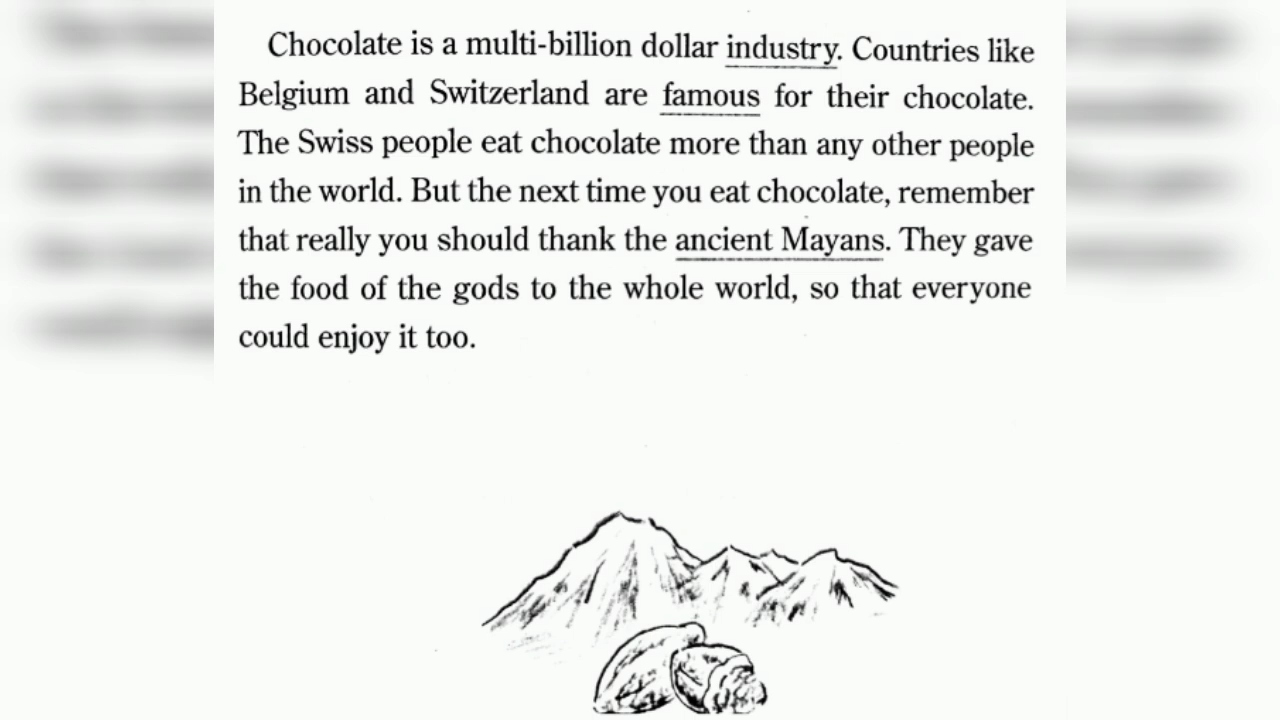 Chocolate is a multi-billion dollar industry. Countries like
Belgium and Switzerland are famous for their chocolate.
The Swiss people eat chocolate more than any other people
in the world. But the next time you eat chocolate, remember
that really you should thank the ancient Mayans. They gave
the food of the gods to the whole world, so that everyone
could enjoy it too.